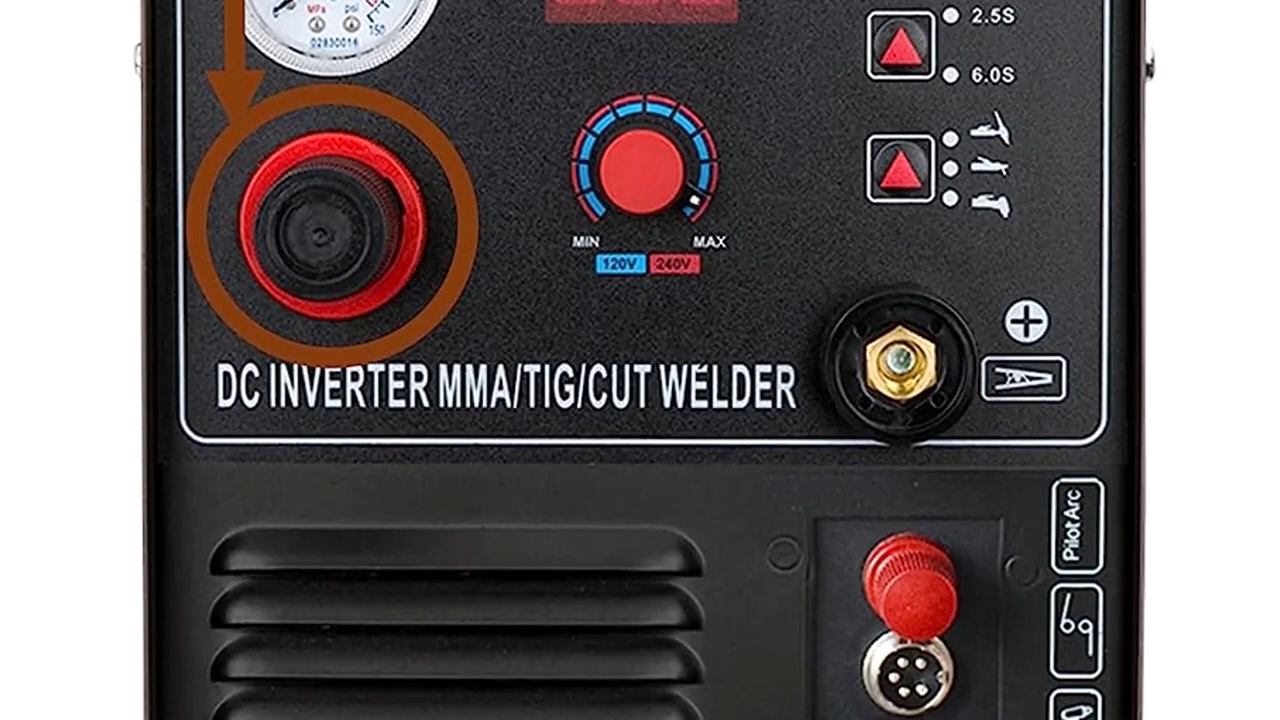 MPa psi
150
02830016
2.5S
6.0S
MIN MAX
120V 240V
DC INVERTER MMA/TIG/CUT WELDER
Pilot Arc